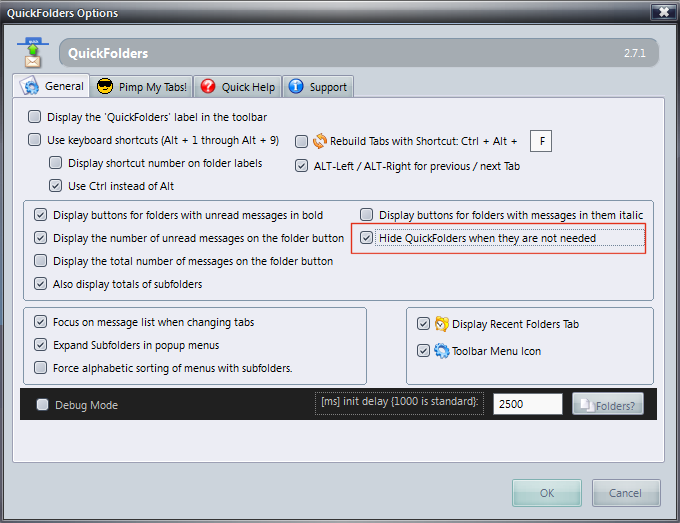 QuickFolders Options
QuickFolders 2.7.1
General Pimp My Tabs! Quick Help Support
Display the 'QuickFolders' label in the toolbar
Use keyboard shortcuts (Alt + 1 through Alt + 9) Rebuild Tabs with Shortcut: Ctrl + Alt + F
Display shortcut number on folder labels ALT-Left / ALT-Right for previous / next Tab
Use Ctrl instead of Alt
Display buttons for folders with unread messages in bold Display buttons for folders with messages in them italic
Display the number of unread messages on the folder button Hide QuickFolders when they are not needed
Display the total number of messages on the folder button
Also display totals of subfolders
Focus on message list when changing tabs Display Recent Folders Tab
Expand Subfolders in popup menus Toolbar Menu Icon
Force alphabetic sorting of menus with subfolders.
Debug Mode [ms] init delay {1000 is standard}: 2500 Folders?
OK Cancel